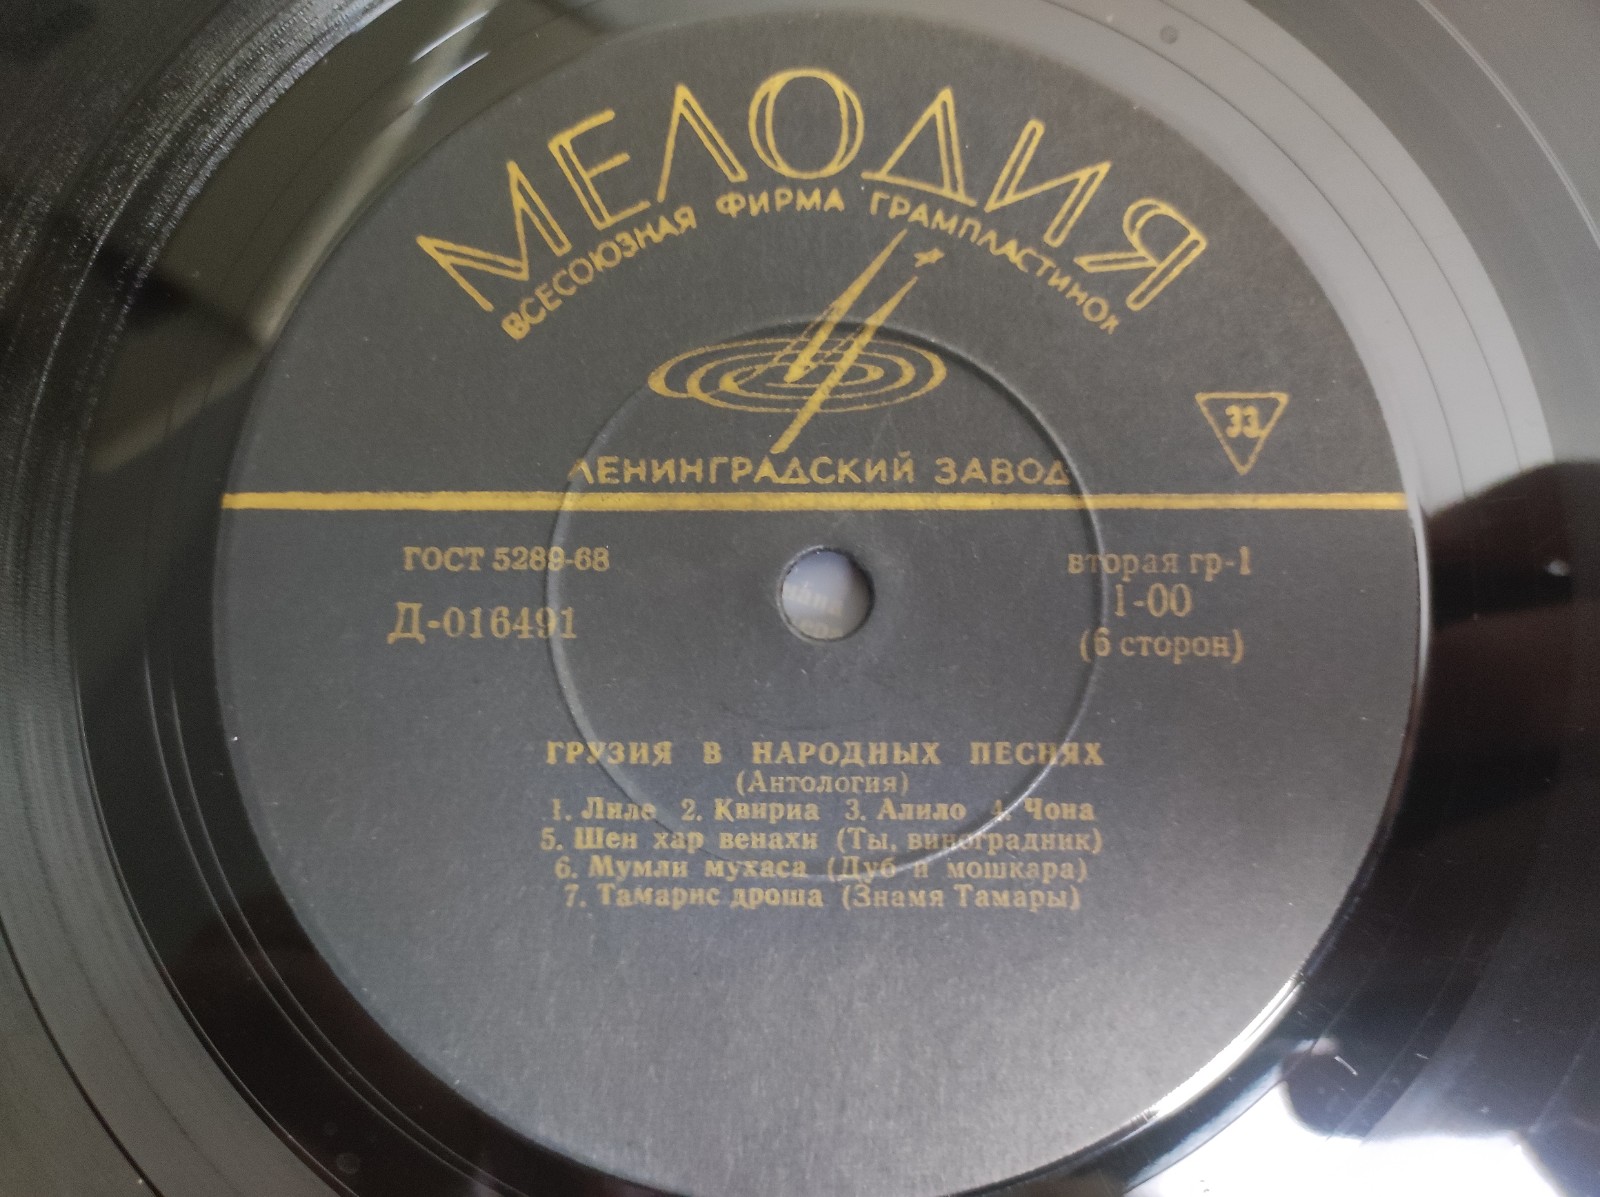 МЕЛОДИЯ
ВСЕСОЮЗНАЯ ФИРМА ГРАМПЛАСТИНОК
33
ЛЕНИНГРАДСКИЙ ЗАВОД
ГОСТ 5289-68
Д-016491
вторая гр-1
1-00
(6 сторон)
ГРУЗИЯ В НАРОДНЫХ ПЕСНЯХ
(Антология)
1. Лиле 2. Квириа 3. Алило 4. Чона
5. Шен хар венахи (Ты, виноградник)
6. Мумли мухаса (Дуб и мошкара)
7. Тамарис дроша (Знамя Тамары)